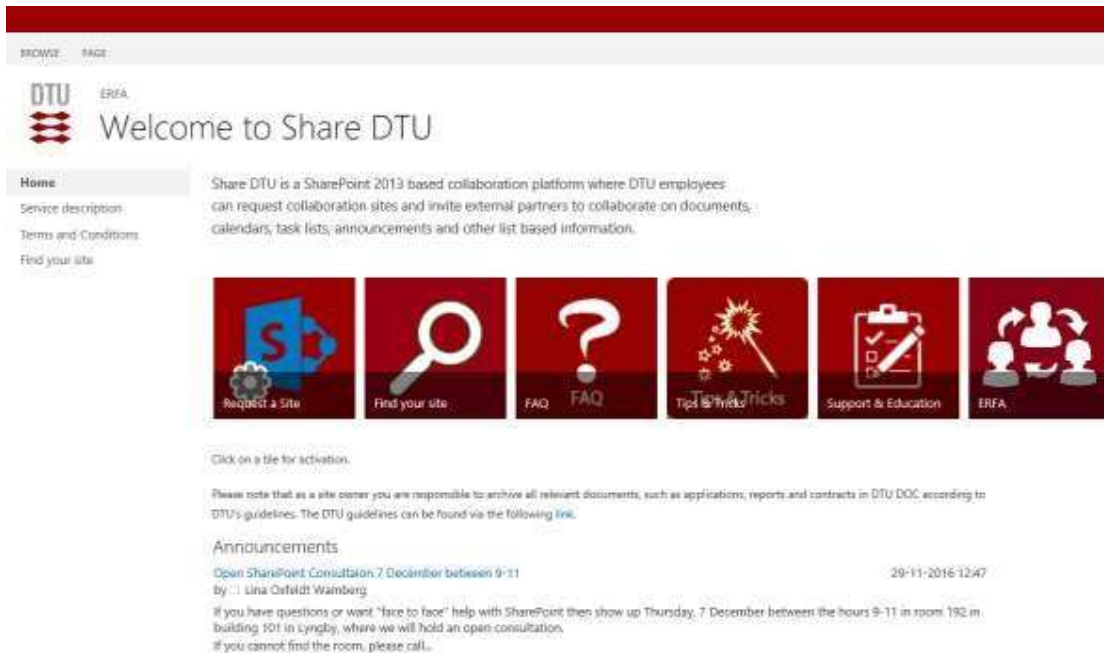 BROWSE PAGE
DTU
ERFA
Welcome to Share DTU
Home
Service description
Terms and Conditions
Find your site
Share DTU is a SharePoint 2013 based collaboration platform where DTU employees
can request collaboration sites and invite external partners to collaborate on documents,
calendars, task lists, announcements and other list based information.
S
Request a Site
Find your site
FAQ FAQ
Tips & Tricks Tips & Tricks
Support & Education
ERFA
Click on a tile for activation.
Please note that as a site owner you are responsible to archive all relevant documents, such as applications, reports and contracts in DTU DOC according to
DTU's guidelines. The DTU guidelines can be found via the following link.
Announcements
Open SharePoint Consultaion 7 December between 9-11 29-11-2016 12:47
by Lina Osfeldt Wamberg
If you have questions or want "face to face" help with SharePoint then show up Thursday, 7 December between the hours 9-11 in room 192 in
building 101 in Lyngby, where we will hold an open consultation.
If you cannot find the room, please call...